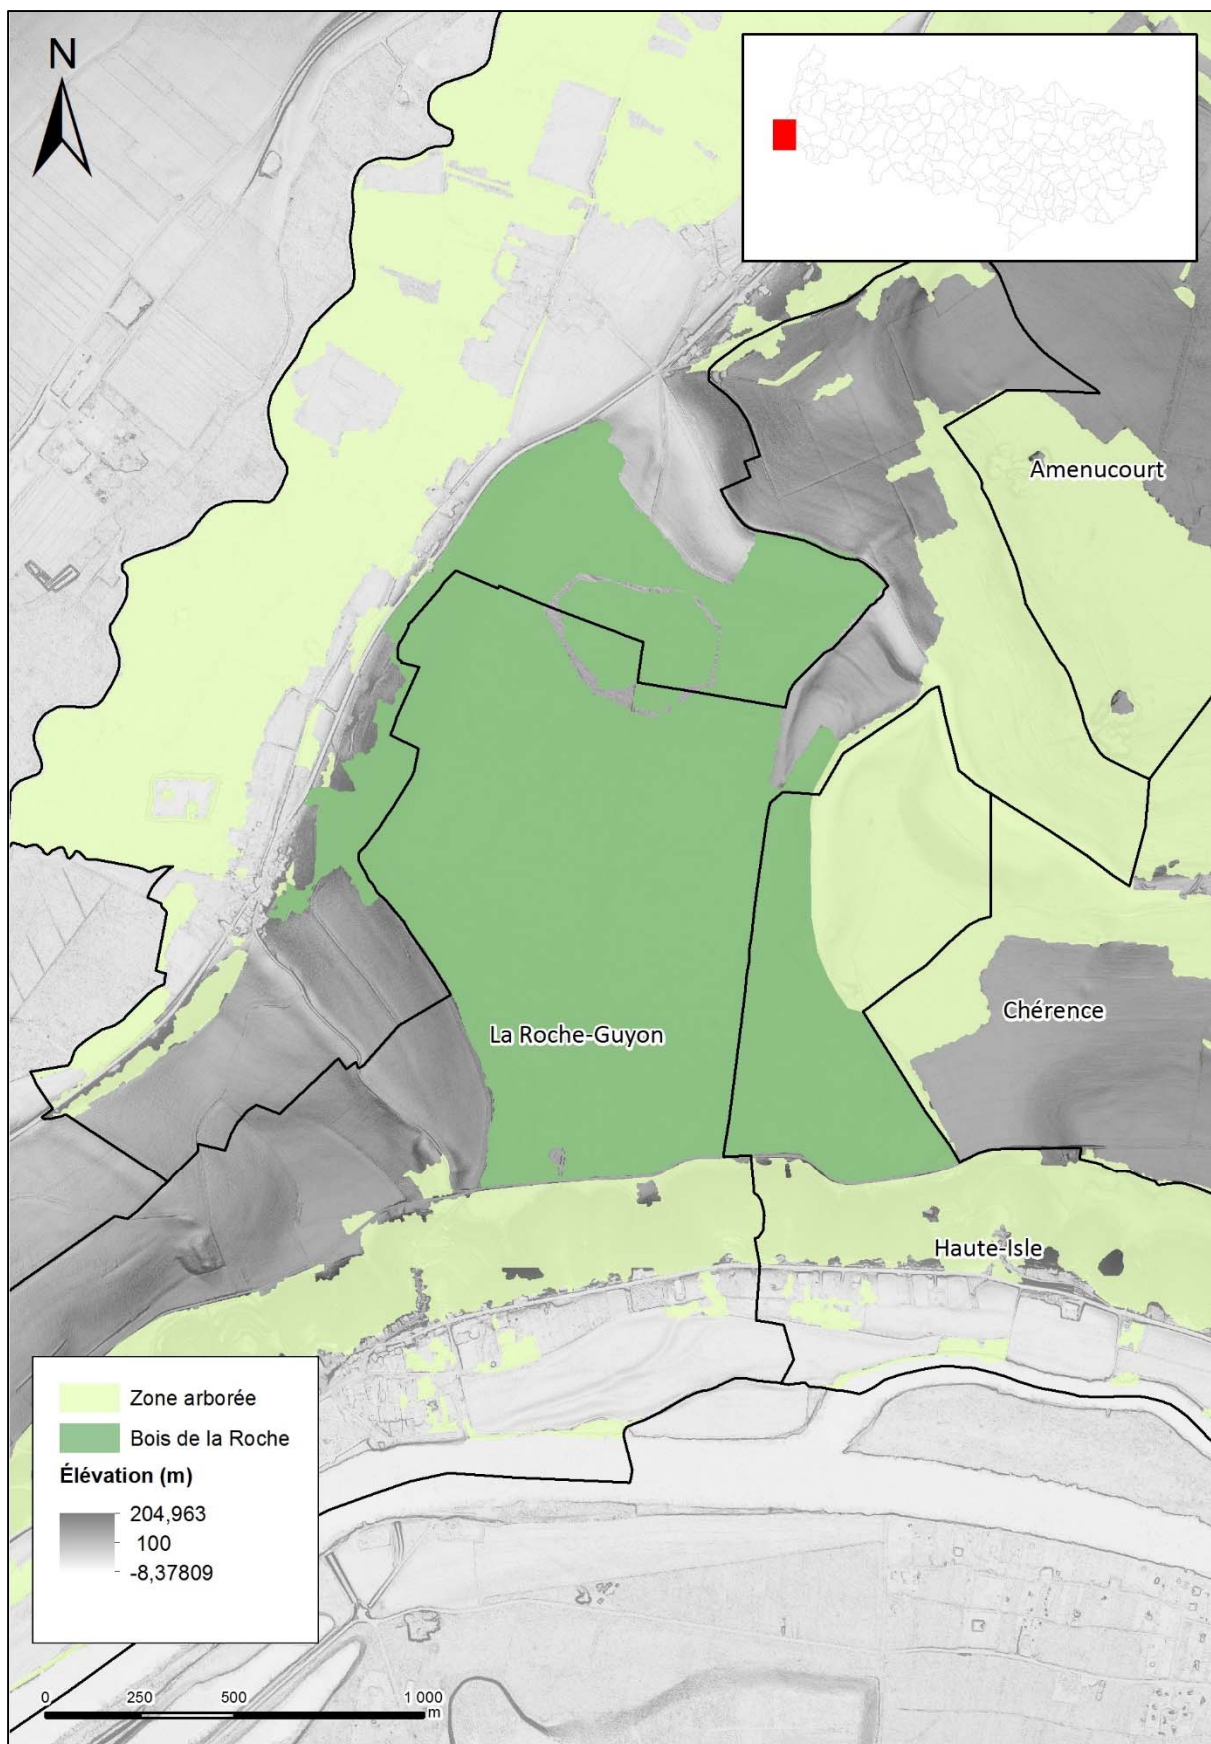 N
Amenucourt
Chérence
La Roche-Guyon
Haute-Isle
Zone arborée
Bois de la Roche
Élévation (m)
204,963
100
-8,37809
0 250 500 1 000
m